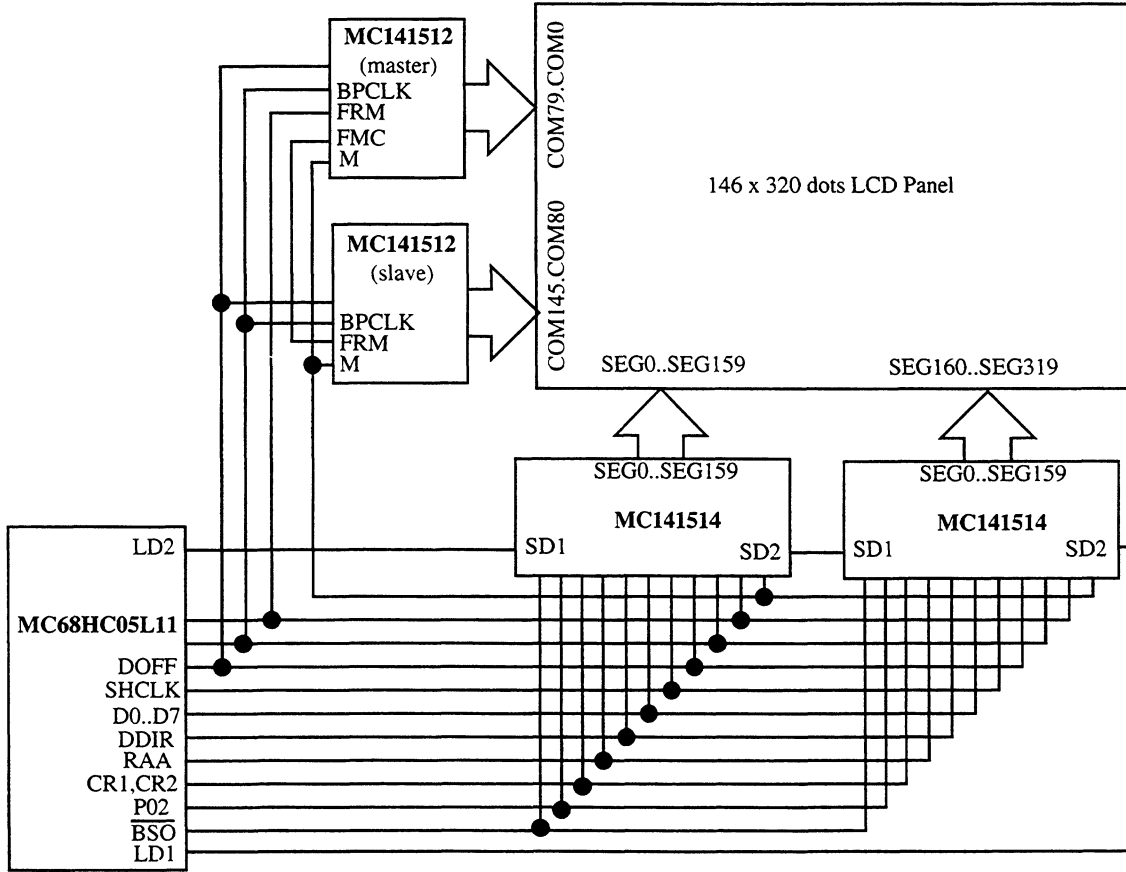 MC141512
(master)
BPCLK
FRM
FMC
M
COM79.COM0
146 x 320 dots LCD Panel
MC141512
(slave)
BPCLK
FRM
M
COM145.COM80
SEG0..SEG159
SEG160..SEG319
SEG0..SEG159
MC141514
SD1
SD2
SEG0..SEG159
MC141514
SD1
SD2
LD2
MC68HC05L11
DOFF
SHCLK
D0..D7
DDIR
RAA
CR1,CR2
P02
BSO
LD1